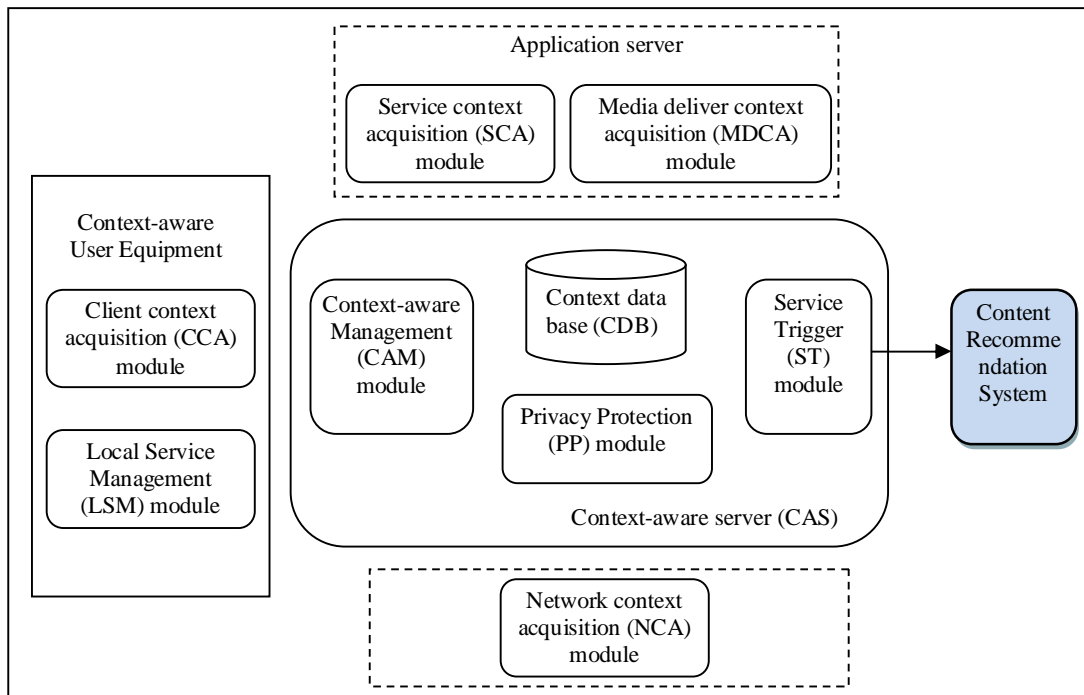 Application server
Service context
acquisition (SCA)
module
Media deliver context
acquisition (MDCA)
module
Context-aware
User Equipment
Client context
acquisition (CCA)
module
Local Service
Management
(LSM) module
Context-aware
Management
(CAM)
module
Context data
base (CDB)
Privacy Protection
(PP) module
Service
Trigger
(ST)
module
Context-aware server (CAS)
Content
Recomme
ndation
System
Network context
acquisition (NCA)
module